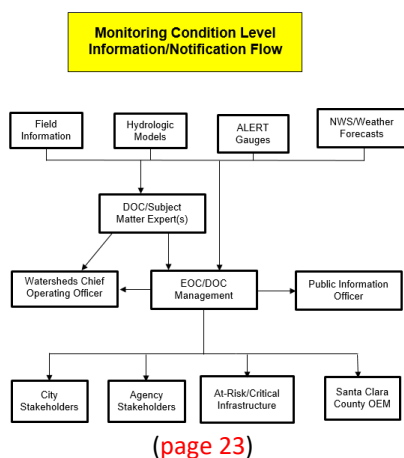 Monitoring Condition Level
Information/Notification Flow
Field
Information
Hydrologic
Models
ALERT
Gauges
NWS/Weather
Forecasts
DOC/Subject
Matter Expert(s)
Watersheds Chief
Operating Officer
EOC/DOC
Management
Public Information
Officer
City
Stakeholders
Agency
Stakeholders
At-Risk/Critical
Infrastructure
Santa Clara
County OEM
(page 23)